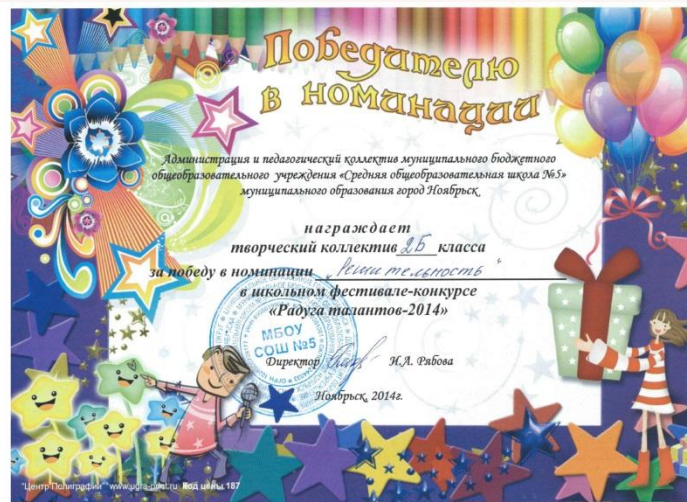 Победителю
в номинации
Администрация и педагогический коллектив муниципального бюджетного
общеобразовательного учреждения «Средняя общеобразовательная школа №5»
муниципального образования город Ноябрьск
награждает
творческий коллектив 2Б класса
за победу в номинации „Решительность"
в школьном фестивале-конкурсе
«Радуга талантов-2014»
МБОУ
СОШ №5
Директор И.А. Рябова
Ноябрьск, 2014г.
"Центр Полиграфии" www.ugra-print.ru Код цены 187